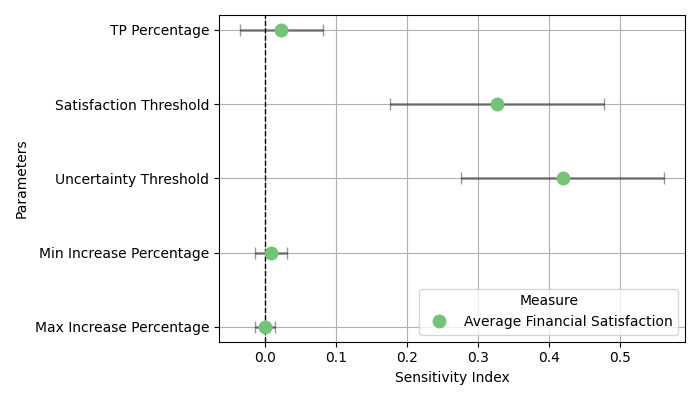 TP Percentage
Satisfaction Threshold
Uncertainty Threshold
Min Increase Percentage
Max Increase Percentage
Parameters
Measure
Average Financial Satisfaction
0.0 0.1 0.2 0.3 0.4 0.5
Sensitivity Index